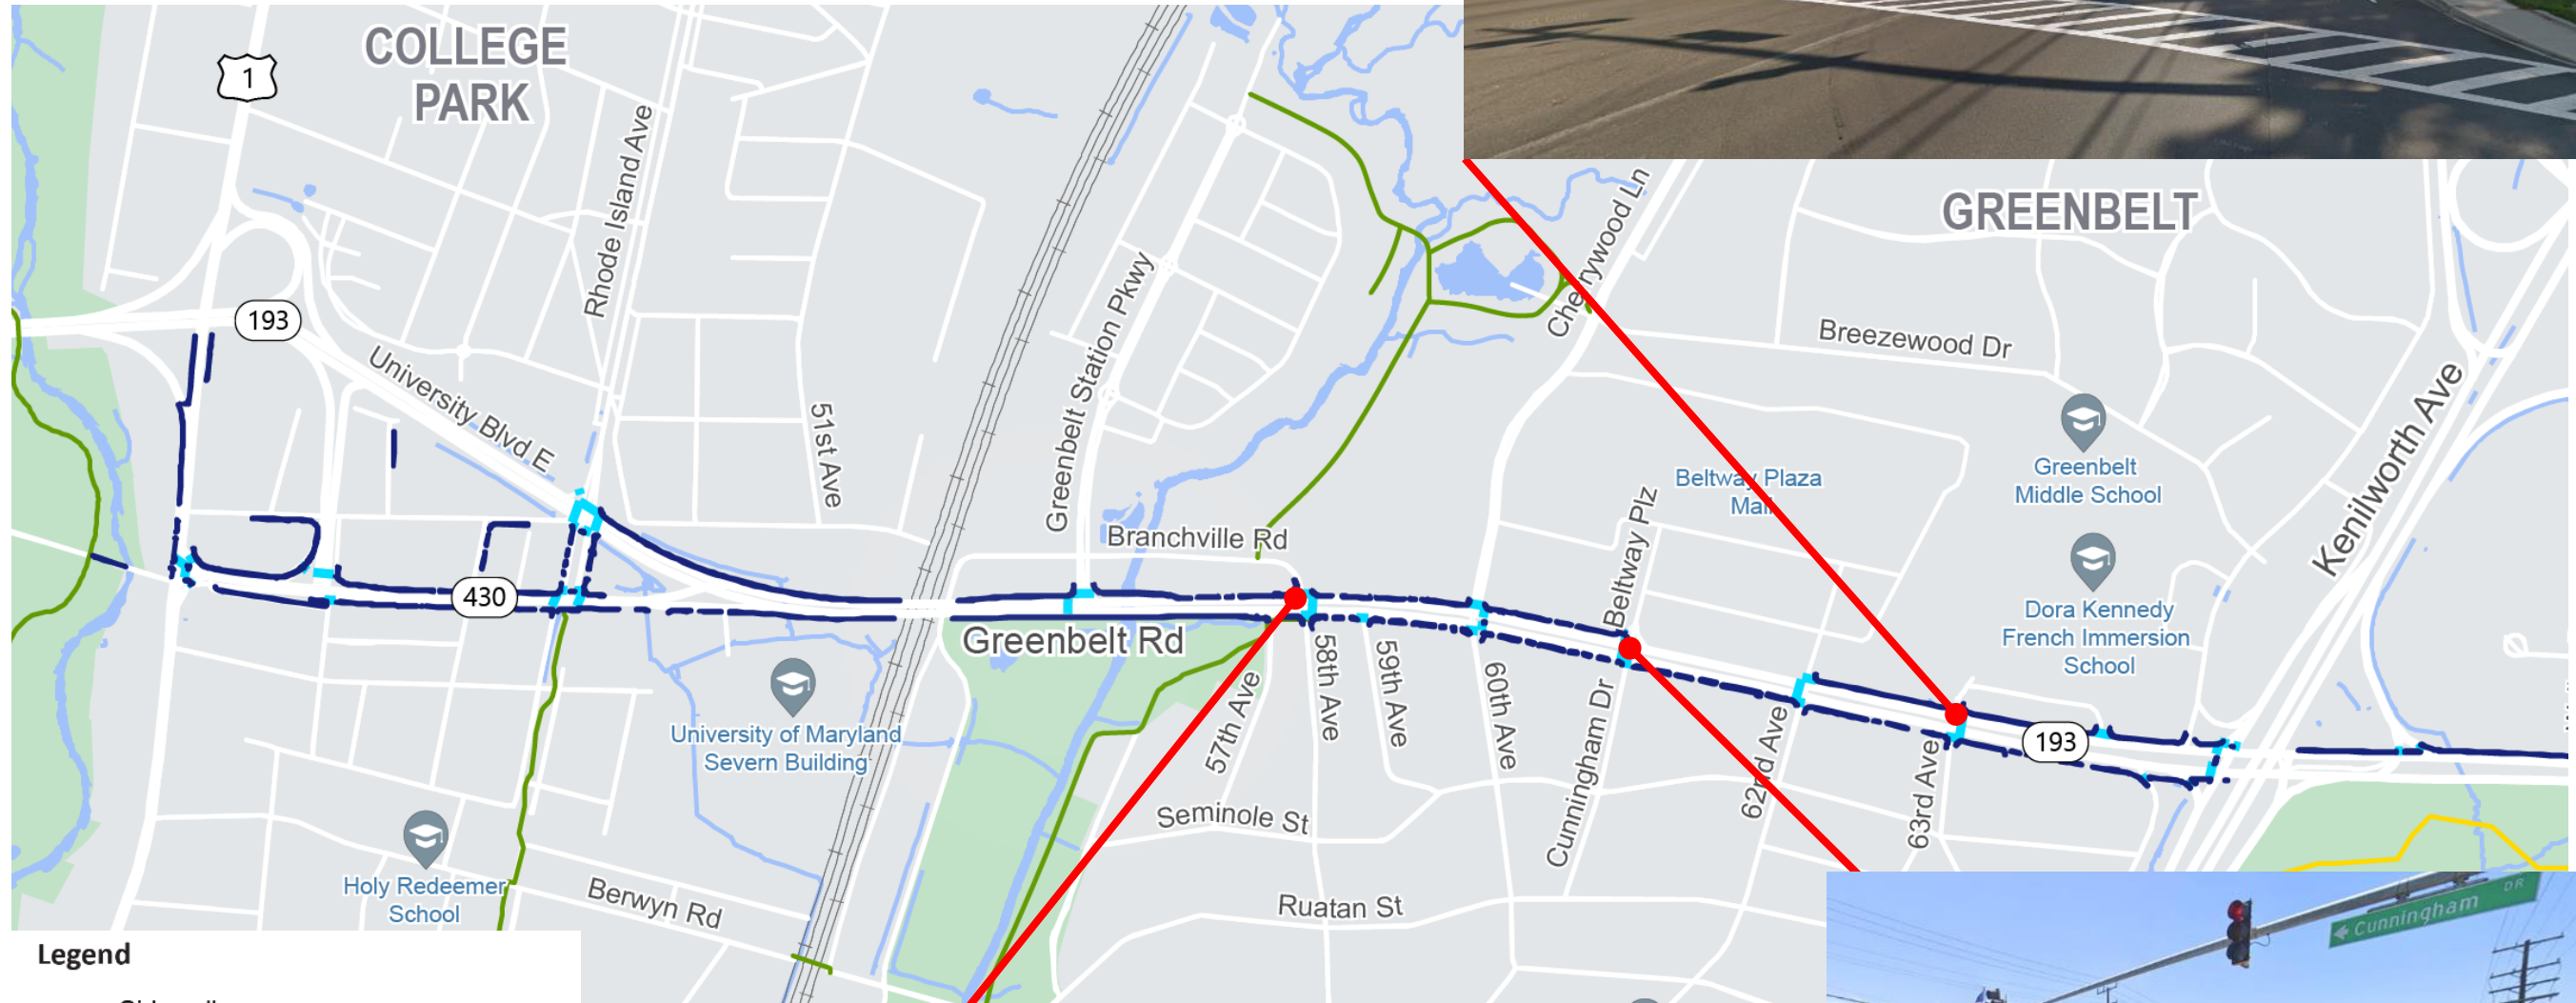 COLLEGE
PARK
1
GREENBELT
193
Rhode Island Ave
University Blvd E
51st Ave
Greenbelt Station Pkwy
Cherrywood Ln
Breezewood Dr
Kenilworth Ave
Greenbelt
Middle School
Beltway Plaza
Mall
Beltway Plz
Branchville Rd
430
Greenbelt Rd
Dora Kennedy
French Immersion
School
University of Maryland
Severn Building
57th Ave
58th Ave
59th Ave
60th Ave
Cunningham Dr
62nd Ave
63rd Ave
193
Seminole St
Holy Redeemer
School
Berwyn Rd
Ruatan St
Cunningham DR
Legend